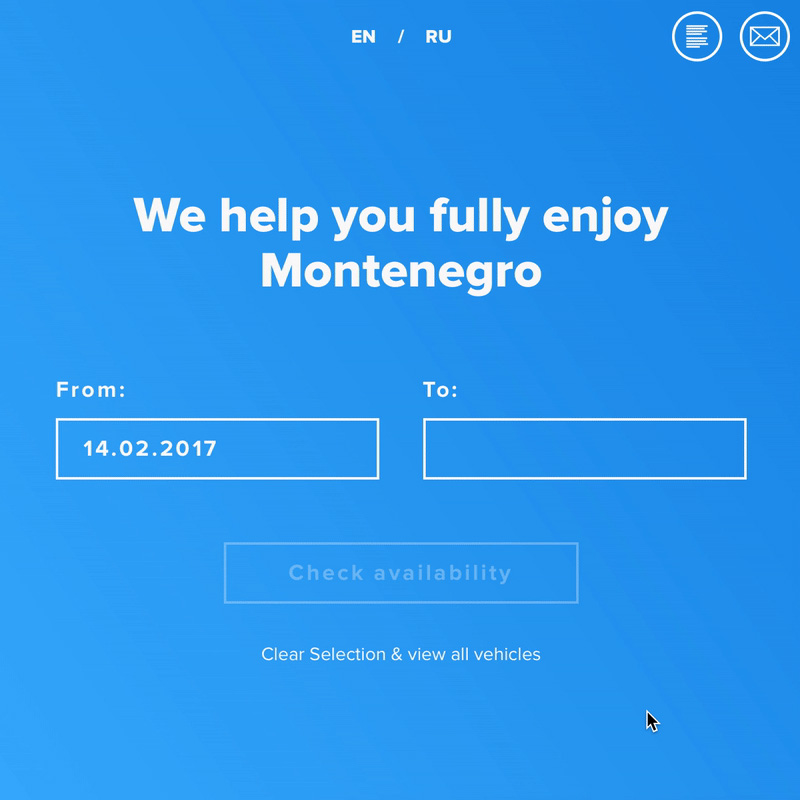 EN / RU
We help you fully enjoy
Montenegro
From: To:
14.02.2017
Check availability
Clear Selection & view all vehicles